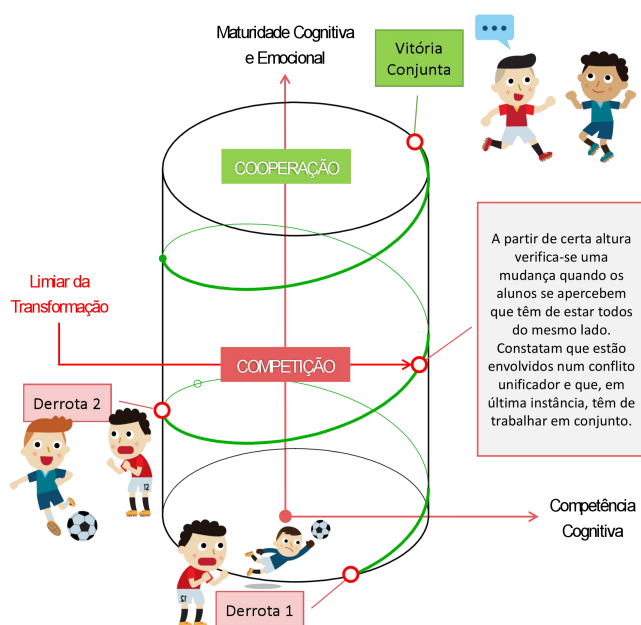 Maturidade Cognitiva
e Emocional
Vitória
Conjunta
COOPERAÇÃO
A partir de certa altura
verifica-se uma
mudança quando os
alunos se apercebem
que têm de estar todos
do mesmo lado.
Constatam que estão
envolvidos num conflito
unificador e que, em
última instância, têm de
trabalhar em conjunto.
Limiar da
Transformação
COMPETIÇÃO
Derrota 2
12
Competência
Cognitiva
12
Derrota 1